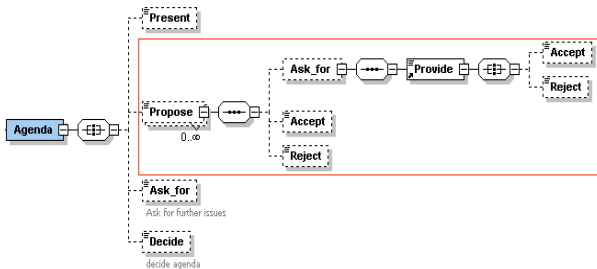 Present
Accept
Ask_for
Provide
Reject
Agenda
Propose
0..∞
Accept
Reject
Ask_for
Ask for further issues
Decide
decide agenda